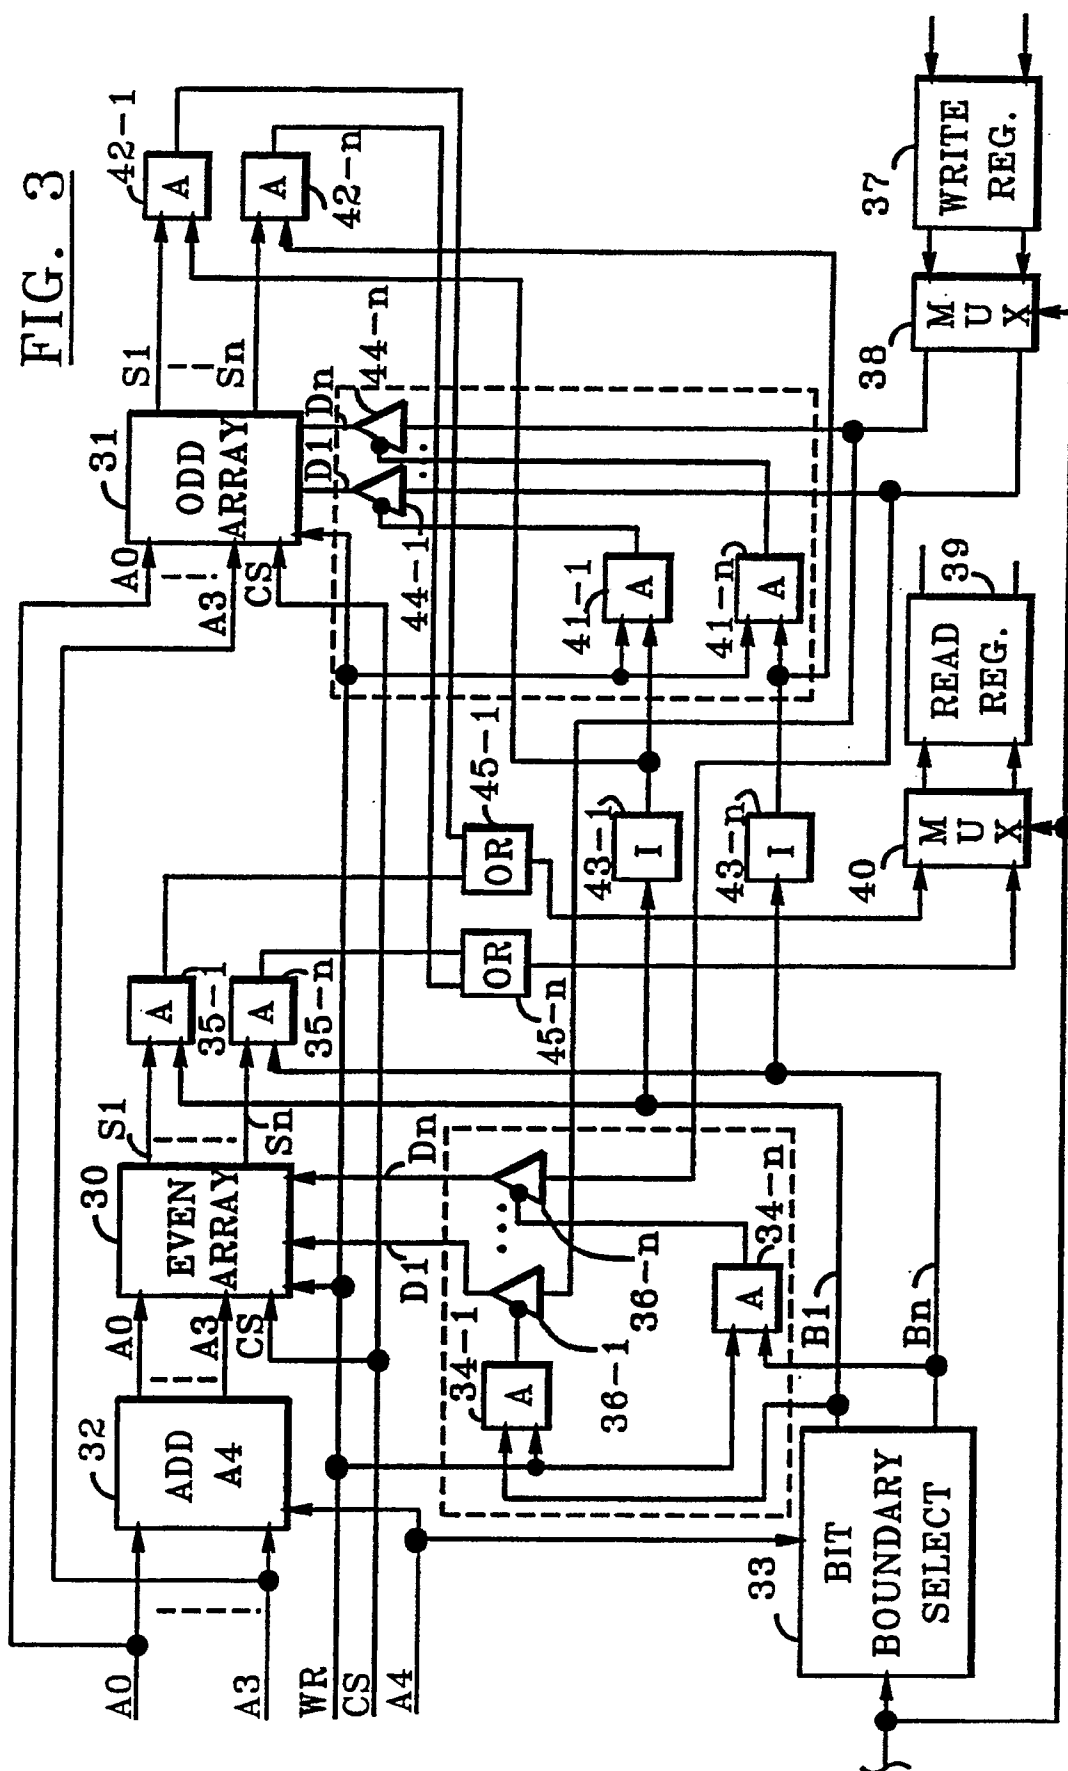 FIG. 3
42-1
A
A
42-n
S1
Sn
31
ODD
ARRAY
A0
A3
CS
D1
Dn
44-n
44-1
41-1
A
41-n
A
37
WRITE
REG.
38
MUX
39
READ
REG.
40
MUX
45-1
OR
OR
45-n
43-1
I
43-n
I
A
35-1
A
35-n
S1
Sn
30
EVEN
ARRAY
A0
A3
CS
D1
Dn
36-n
36-1
34-1
A
34-n
A
32
ADD
A4
B1
Bn
33
BIT
BOUNDARY
SELECT
A0
A3
WR
CS
A4